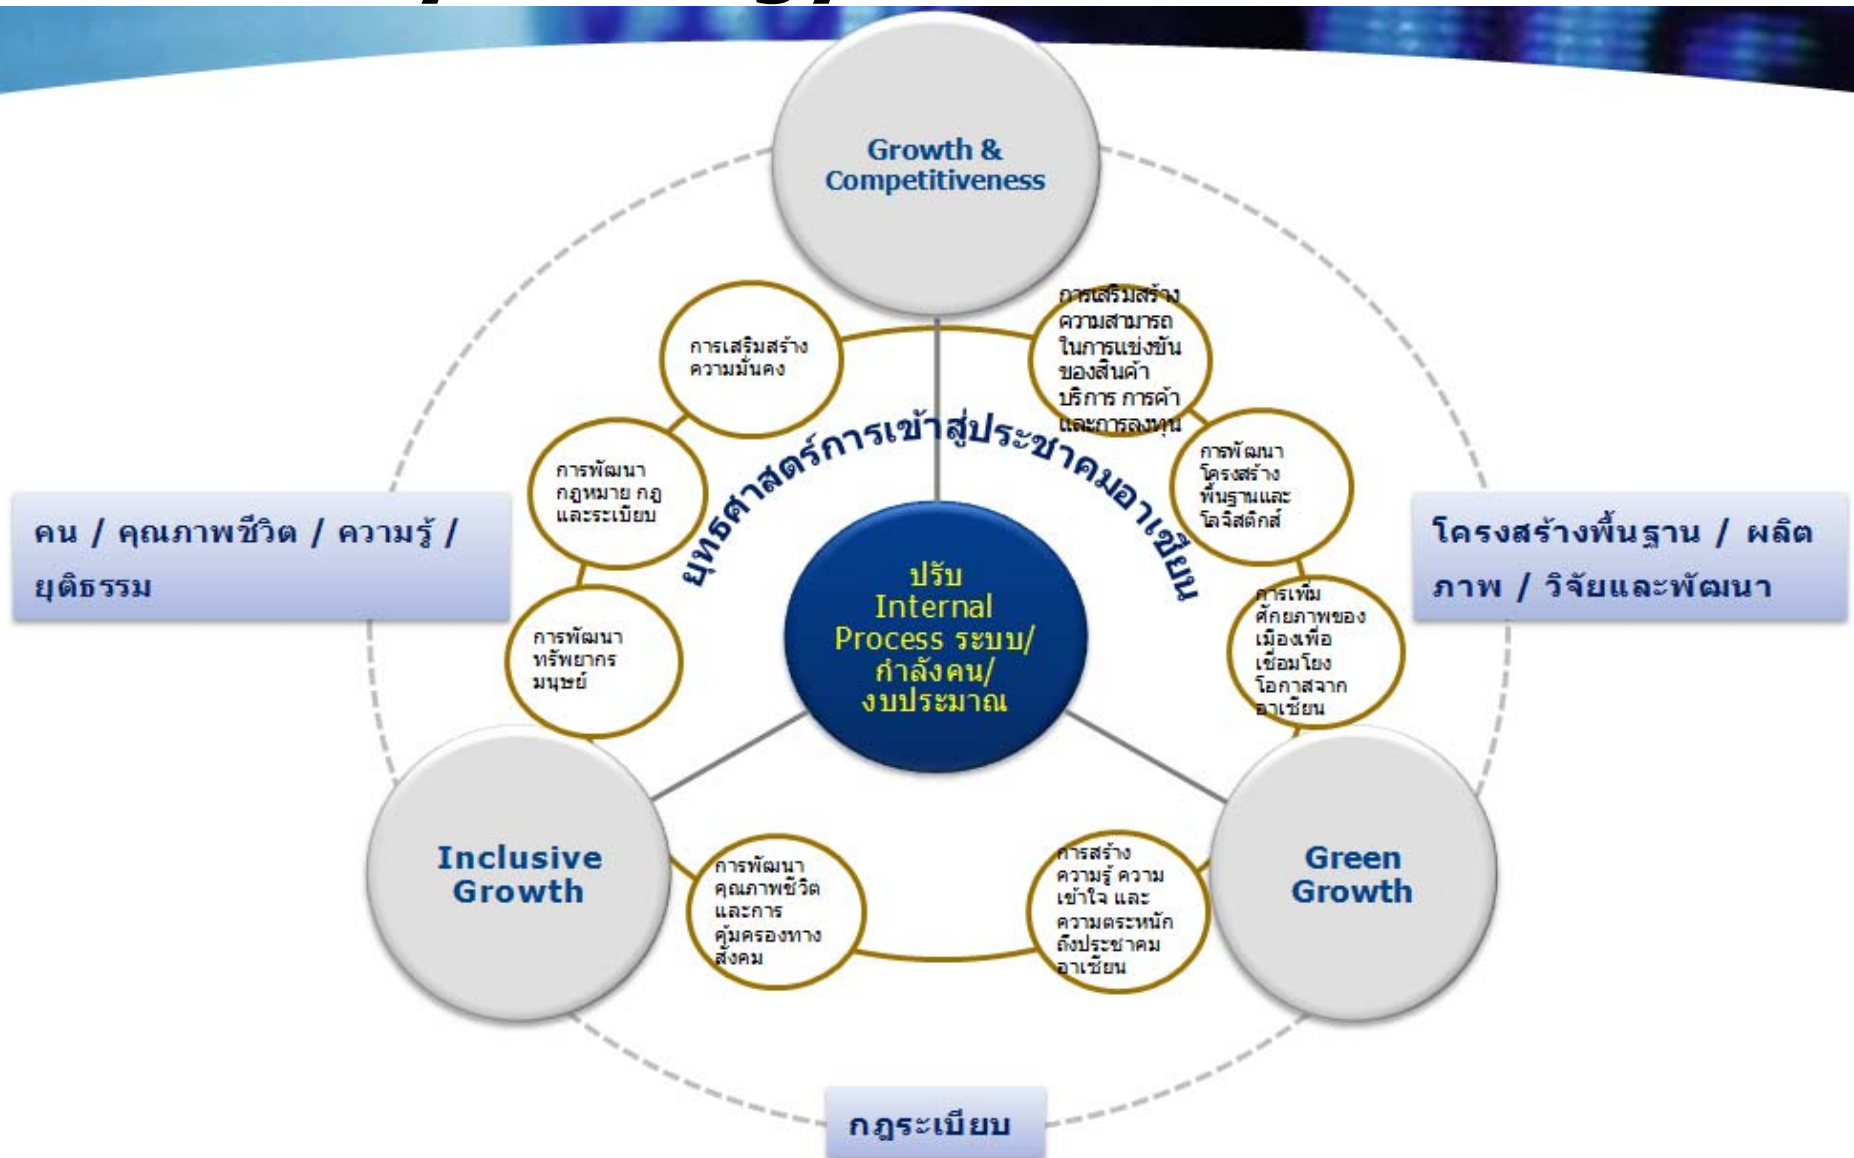 Growth &
Competitiveness
การเสริมสร้าง
ความมั่นคง
การเสริมสร้าง
ความสามารถ
ในการแข่งขัน
ของสินค้า
บริการ การค้า
และการลงทุน
การพัฒนา
กฎหมาย กฎ
และระเบียบ
ยุทธศาสตร์การเข้าสู่ประชาคมอาเซียน
การพัฒนา
โครงสร้าง
พื้นฐานและ
โลจิสติกส์
คน / คุณภาพชีวิต / ความรู้ /
ยุติธรรม
โครงสร้างพื้นฐาน / ผลิต
ภาพ / วิจัยและพัฒนา
ปรับ
Internal
Process ระบบ/
กำลังคน/
งบประมาณ
การพัฒนา
ทรัพยากร
มนุษย์
การเพิ่ม
ศักยภาพของ
เมืองเพื่อ
เชื่อมโยง
โอกาสจาก
อาเซียน
Inclusive
Growth
การพัฒนา
คุณภาพชีวิต
และการ
คุ้มครองทาง
สังคม
การสร้าง
ความรู้ ความ
เข้าใจ และ
ความตระหนัก
ถึงประชาคม
อาเซียน
Green
Growth
กฎระเบียบ